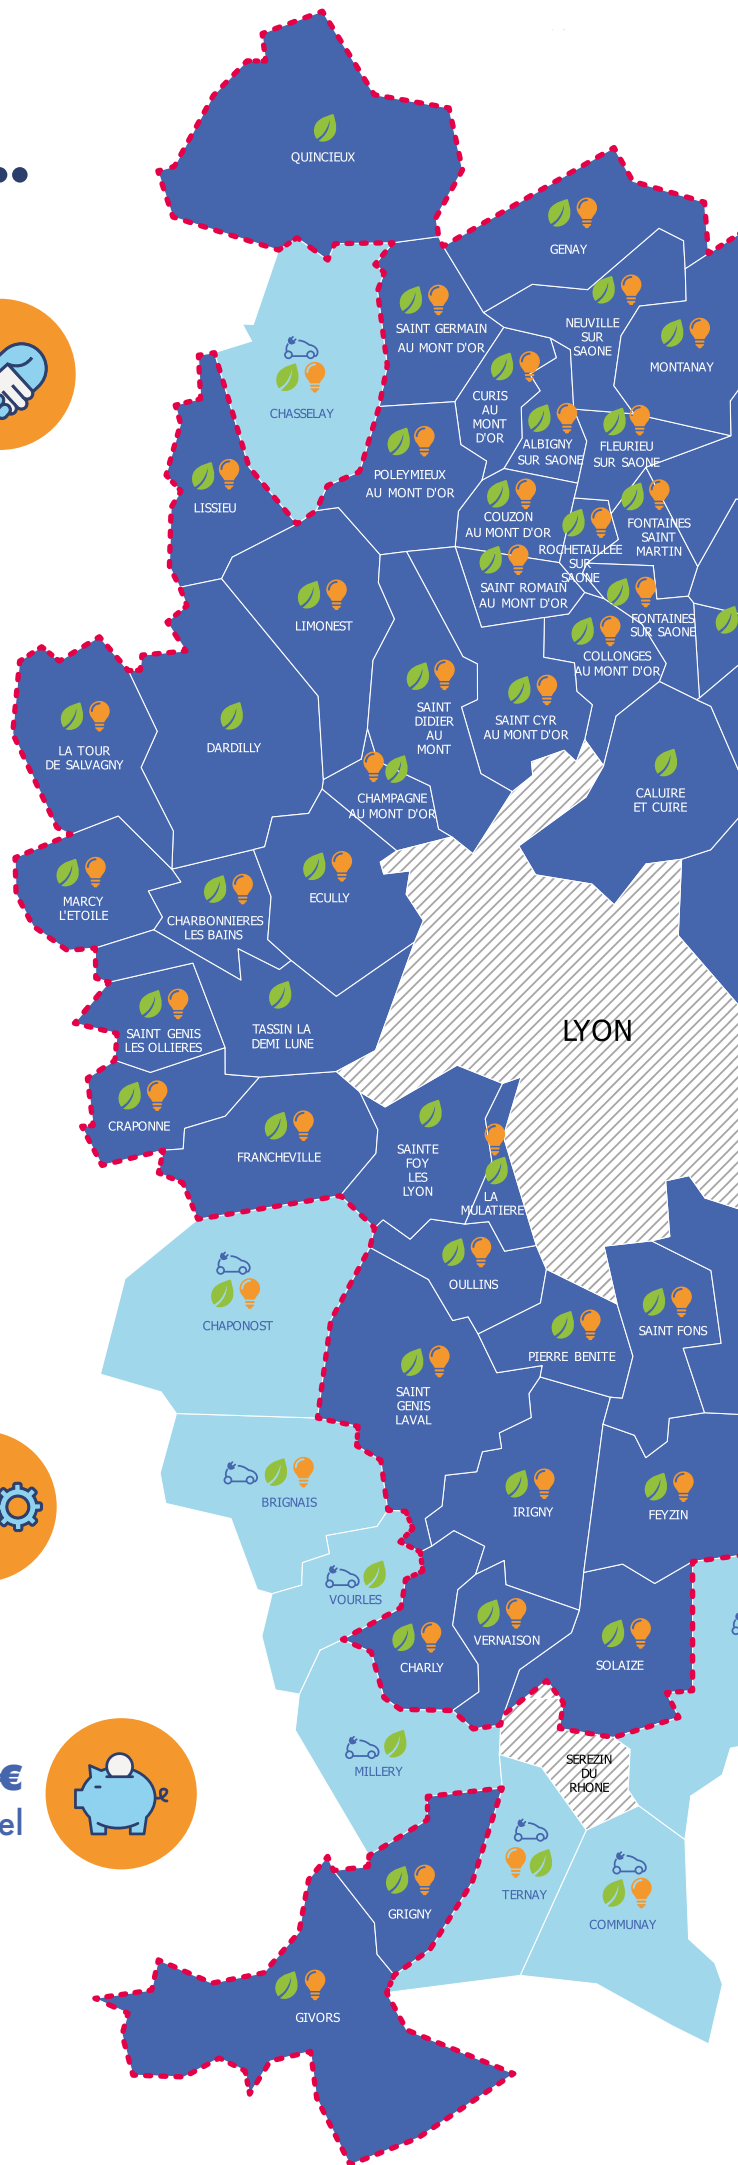 QUINCIEUX
GENAY
SAINT GERMAIN
AU MONT D'OR
NEUVILLE
SUR
SAONE
MONTANAY
CHASSELAY
CURIS
AU
MONT
D'OR
ALBIGNY
SUR SAONE
FLEURIEU
SUR SAONE
POLEYMIEUX
AU MONT D'OR
LISSIEU
COUZON
AU MONT D'OR
ROCHETAILLEE
SUR
SAONE
FONTAINES
SAINT
MARTIN
SAINT ROMAIN
AU MONT D'OR
LIMONEST
FONTAINES
SUR SAONE
COLLONGES
AU MONT D'OR
SAINT
DIDIER
AU
MONT
SAINT CYR
AU MONT D'OR
LA TOUR
DE SALVAGNY
DARDILLY
CHAMPAGNE
AU MONT D'OR
CALUIRE
ET CUIRE
MARCY
L'ETOILE
CHARBONNIERES
LES BAINS
ECULLY
SAINT GENIS
LES OLLIERES
TASSIN LA
DEMI LUNE
LYON
CRAPONNE
FRANCHEVILLE
SAINTE
FOY
LES
LYON
LA
MULATIERE
OULLINS
CHAPONOST
SAINT FONS
PIERRE BENITE
SAINT
GENIS
LAVAL
BRIGNAIS
IRIGNY
FEYZIN
VOURLES
CHARLY
VERNAISON
SOLAIZE
MILLERY
SEREZIN
DU
RHONE
€
el
TERNAY
COMMUNAY
GRIGNY
GIVORS